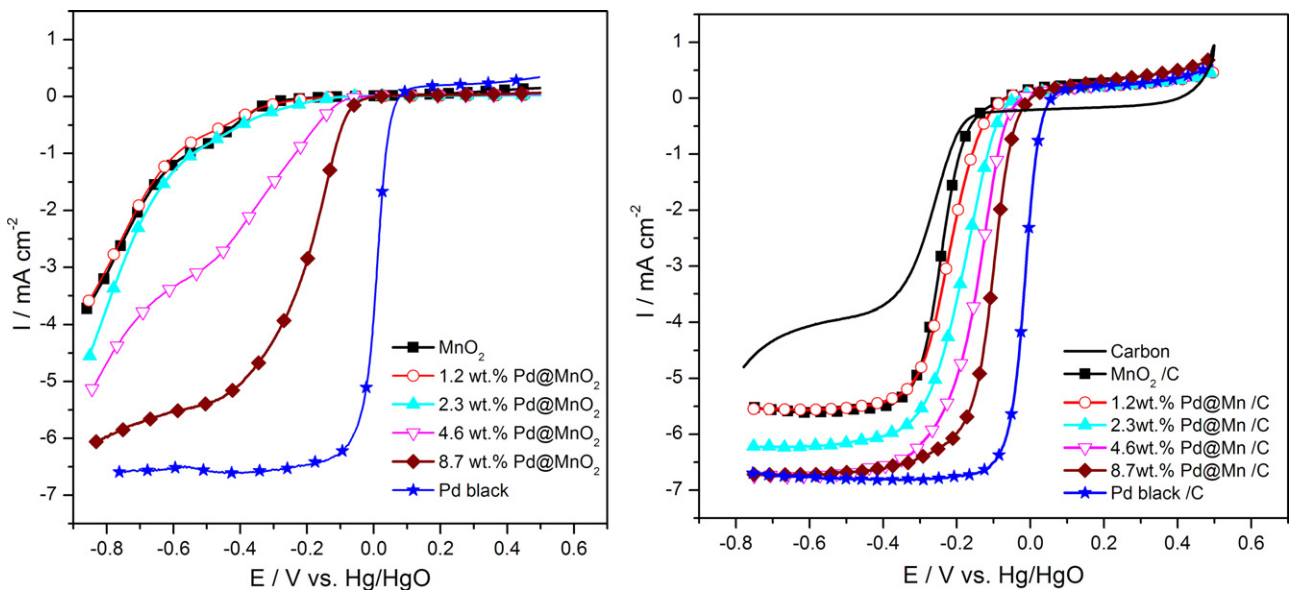 1
0
-1
-2
-3
-4
-5
-6
-7
I / mA cm-2
-0.8 -0.6 -0.4 -0.2 0.0 0.2 0.4 0.6
E / V vs. Hg/HgO
MnO2
1.2 wt.% Pd@MnO2
2.3 wt.% Pd@MnO2
4.6 wt.% Pd@MnO2
8.7 wt.% Pd@MnO2
Pd black
1
0
-1
-2
-3
-4
-5
-6
-7
I / mA cm-2
-0.8 -0.6 -0.4 -0.2 0.0 0.2 0.4 0.6
E / V vs. Hg/HgO
Carbon
MnO2 /C
1.2wt.% Pd@Mn /C
2.3wt.% Pd@Mn /C
4.6wt.% Pd@Mn /C
8.7wt.% Pd@Mn /C
Pd black /C